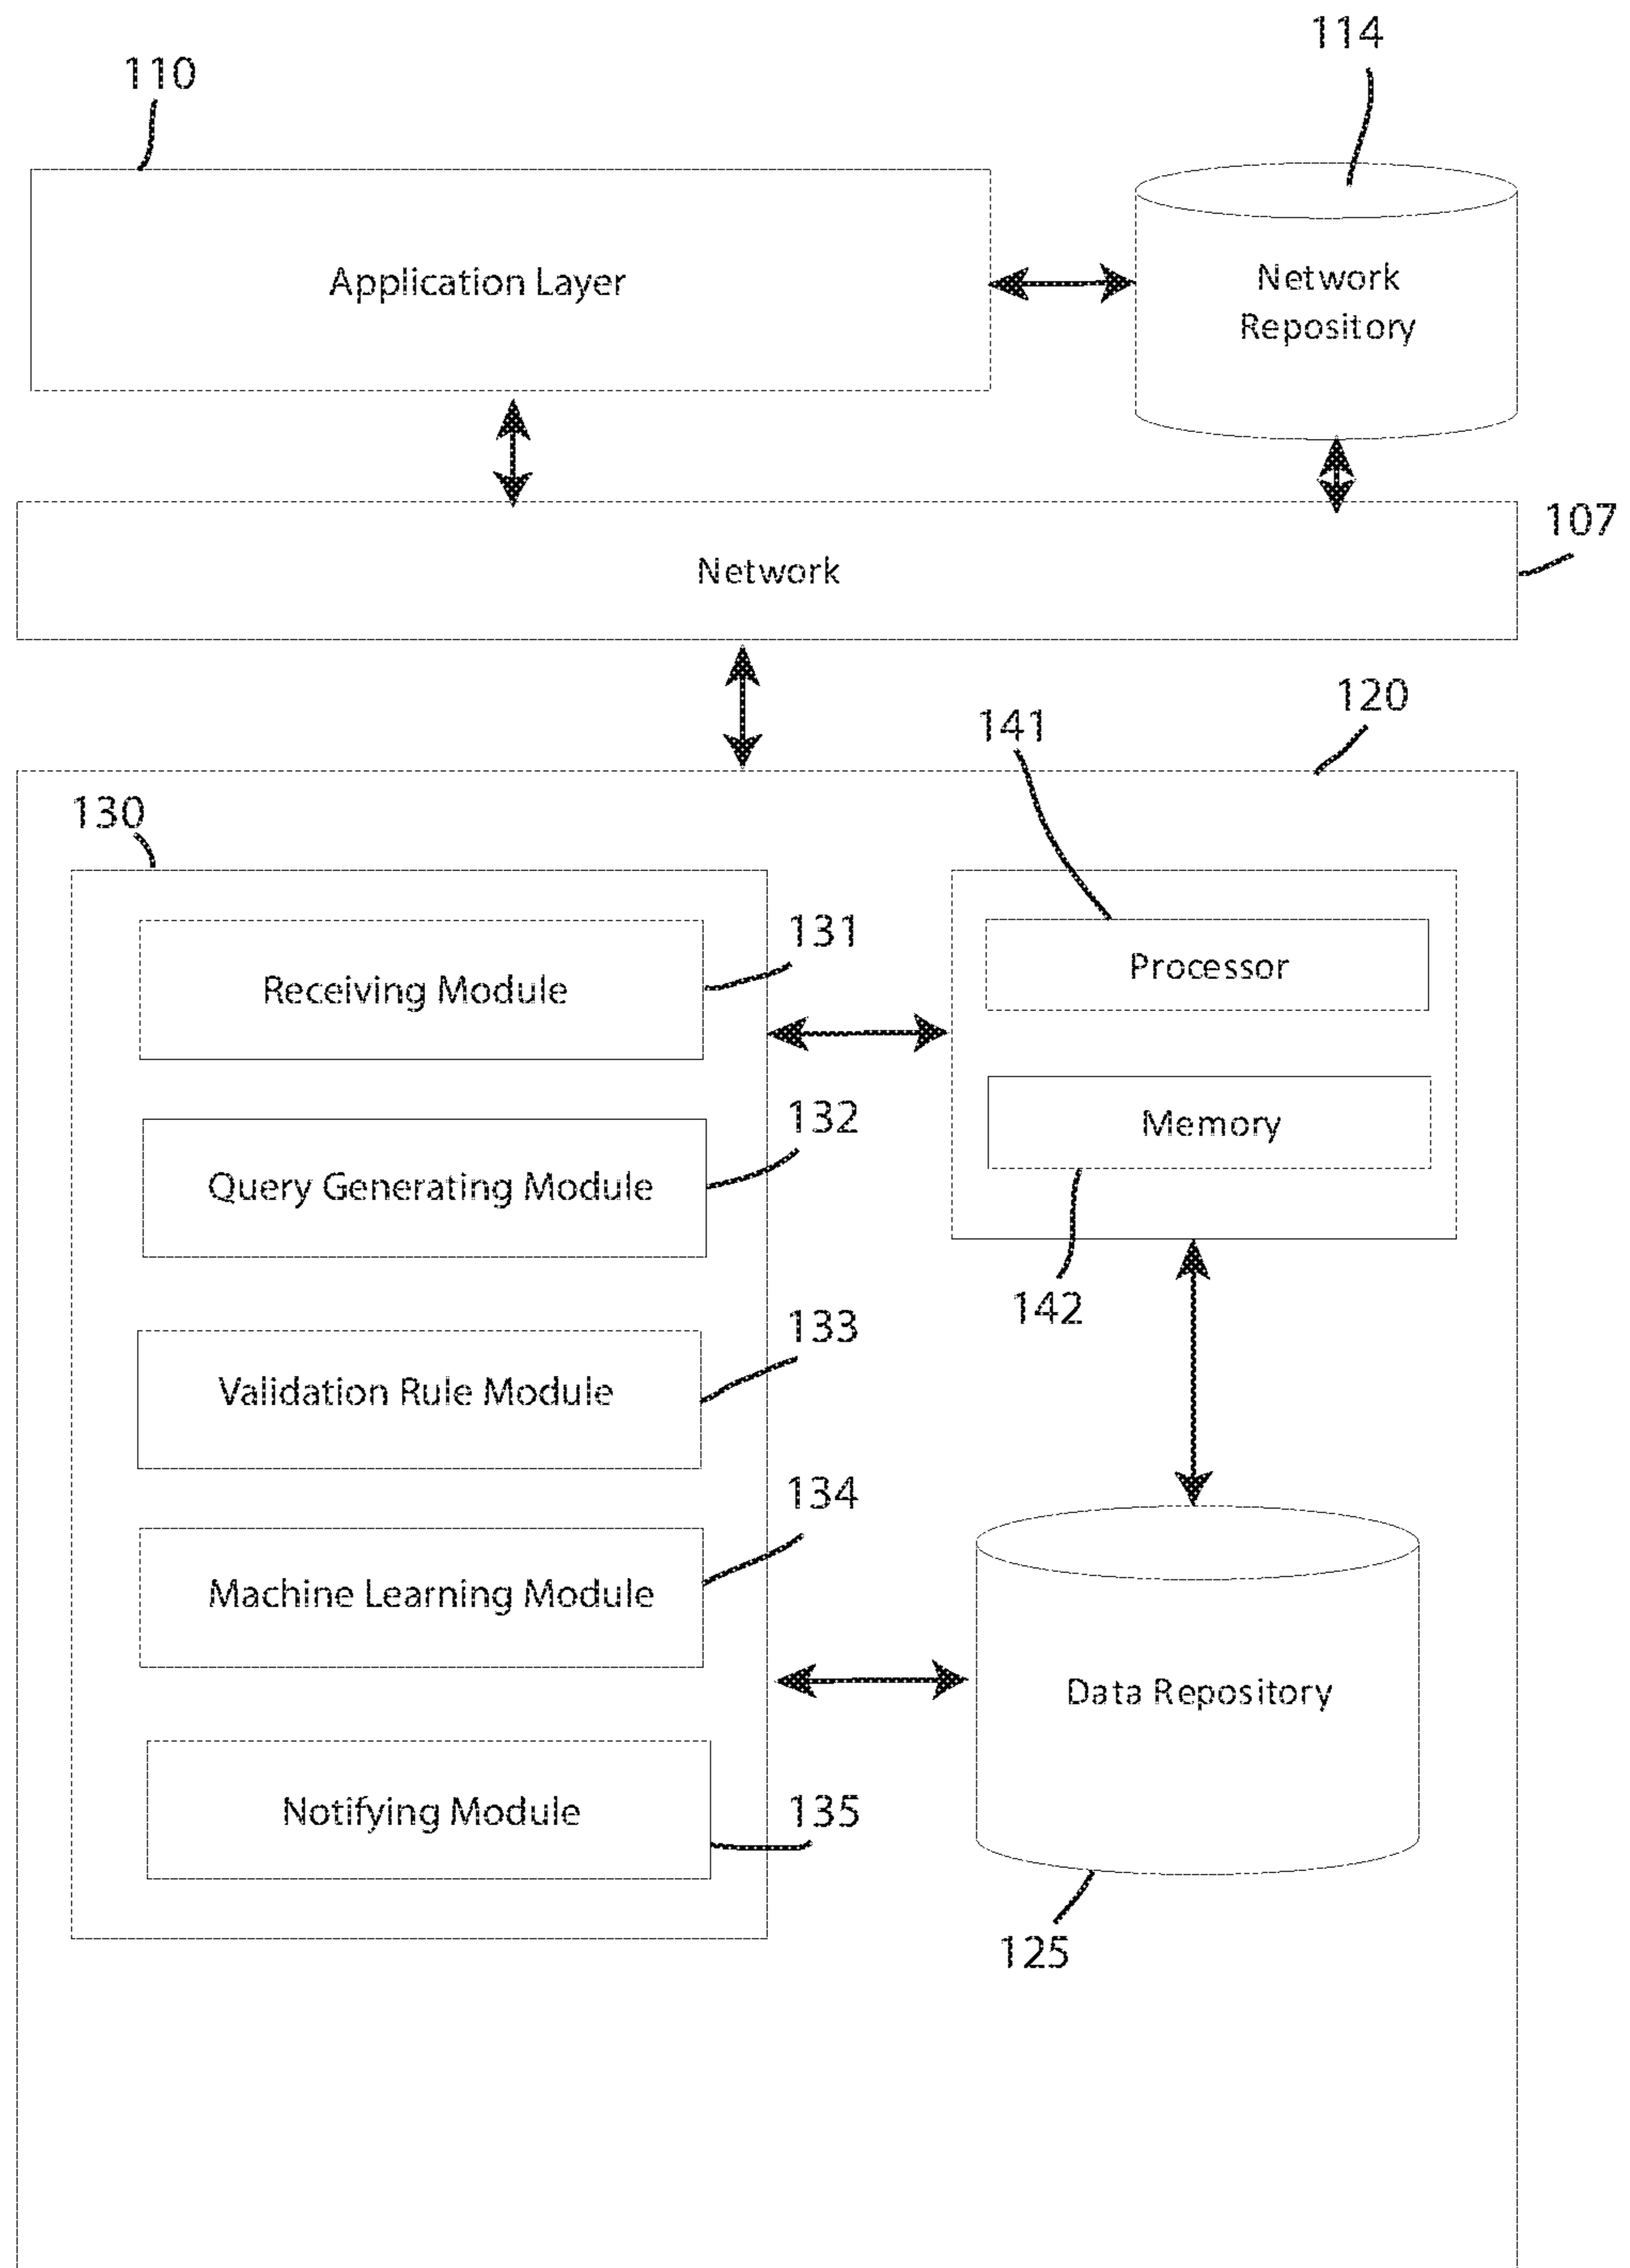 114
110
Application Layer
Network
Repository
107
Network
120
141
130
131
Receiving Module
Processor
132
Memory
Query Generating Module
142
133
Validation Rule Module
134
Machine Learning Module
Data Repository
135
Notifying Module
125